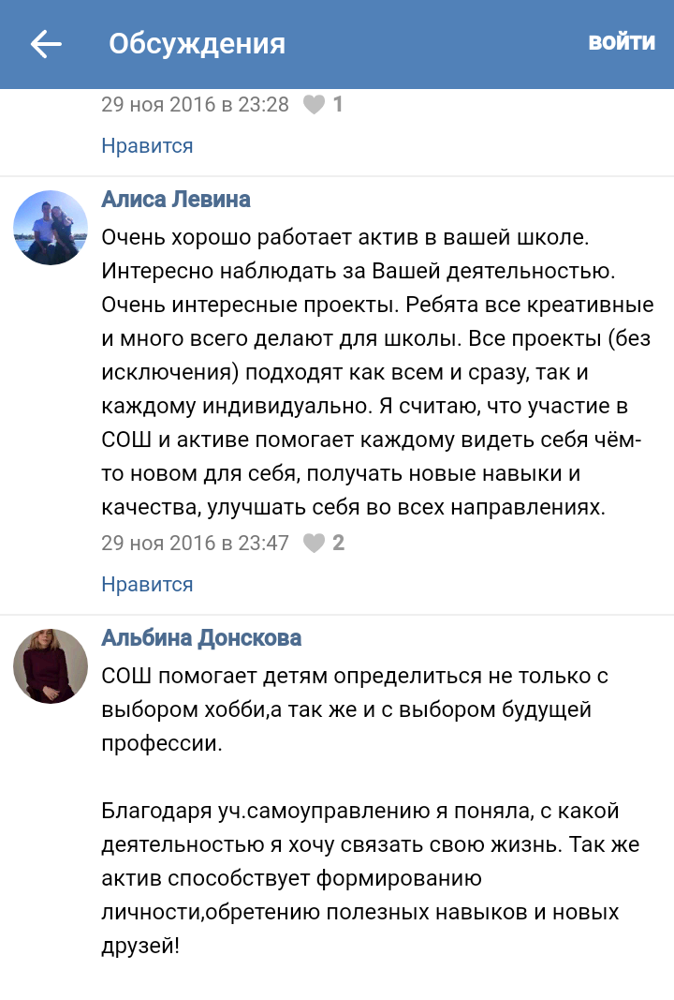 Обсуждения
войти
29 ноя 2016 в 23:28 1
Нравится
Алиса Левина
Очень хорошо работает актив в вашей школе.
Интересно наблюдать за Вашей деятельностью.
Очень интересные проекты. Ребята все креативные
и много всего делают для школы. Все проекты (без
исключения) подходят как всем и сразу, так и
каждому индивидуально. Я считаю, что участие в
СОШ и активе помогает каждому видеть себя чём-
то новом для себя, получать новые навыки и
качества, улучшать себя во всех направлениях.
29 ноя 2016 в 23:47 2
Нравится
Альбина Донскова
СОШ помогает детям определиться не только с
выбором хобби,а так же и с выбором будущей
профессии.
Благодаря уч.самоуправлению я поняла, с какой
деятельностью я хочу связать свою жизнь. Так же
актив способствует формированию
личности,обретению полезных навыков и новых
друзей!